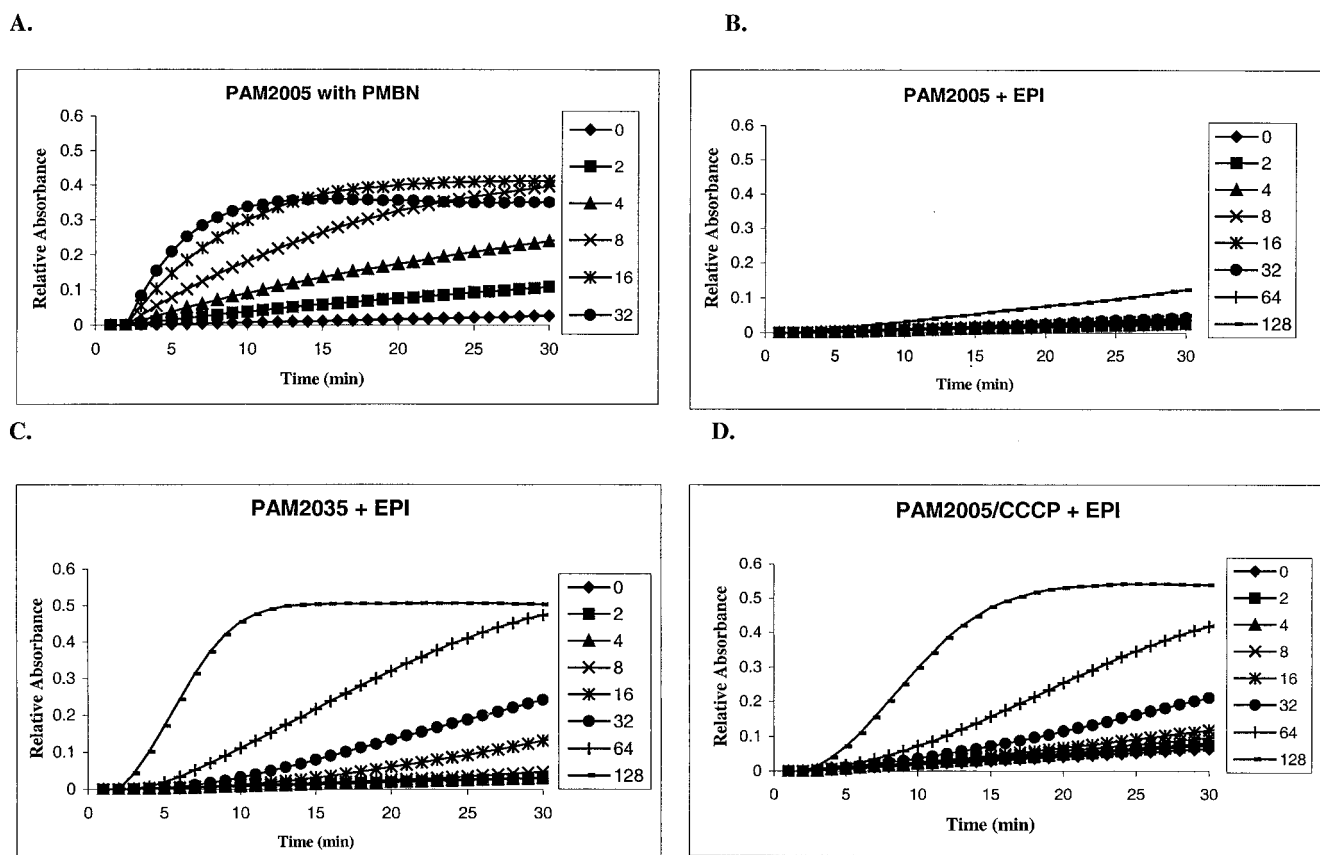 A.
PAM2005 with PMBN
Relative Absorbance
0.6
0.5
0.4
0.3
0.2
0.1
0
0 5 10 15 20 25 30
Time (min)
0
2
4
8
16
32
B.
PAM2005 + EPI
Relative Absorbance
0.6
0.5
0.4
0.3
0.2
0.1
0
0 5 10 15 20 25 30
Time (min)
0
2
4
8
16
32
64
128
C.
PAM2035 + EPI
Relative Absorbance
0.6
0.5
0.4
0.3
0.2
0.1
0
0 5 10 15 20 25 30
Time (min)
0
2
4
8
16
32
64
128
D.
PAM2005/CCCP + EPI
Relative Absorbance
0.6
0.5
0.4
0.3
0.2
0.1
0
0 5 10 15 20 25 30
Time (min)
0
2
4
8
16
32
64
128